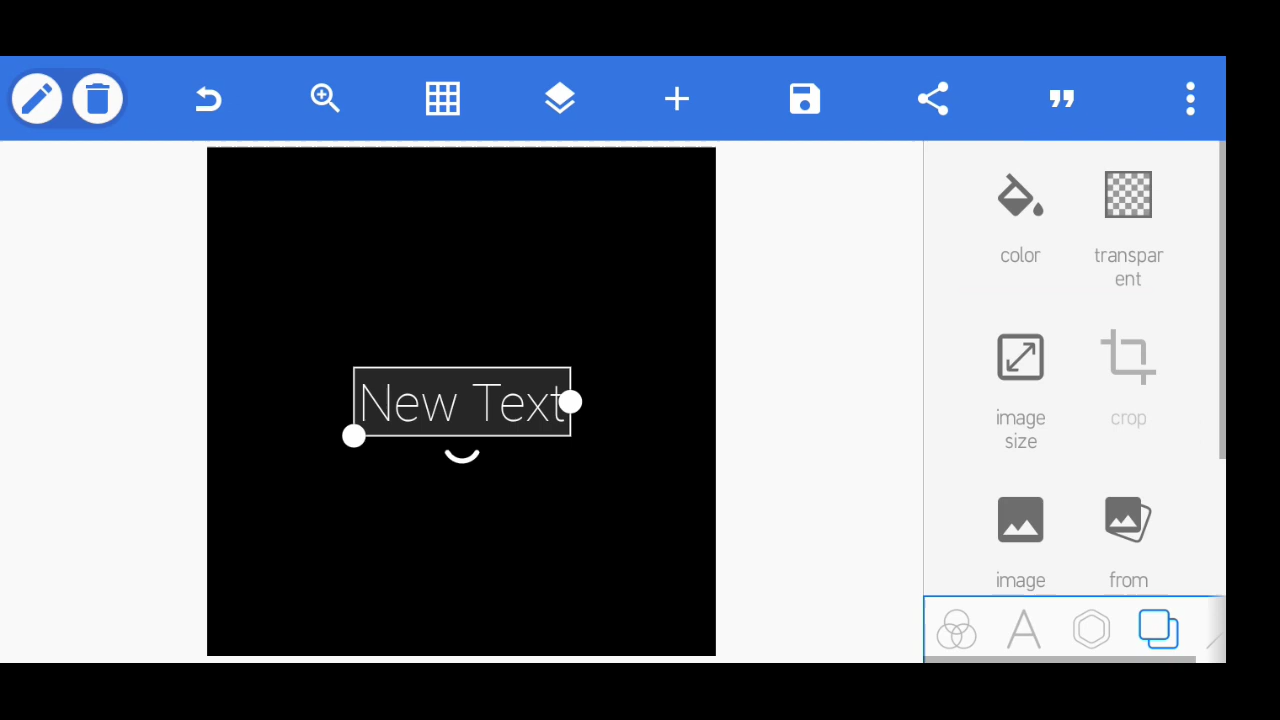 New Text
color
transpar
ent
image
size
crop
image
from